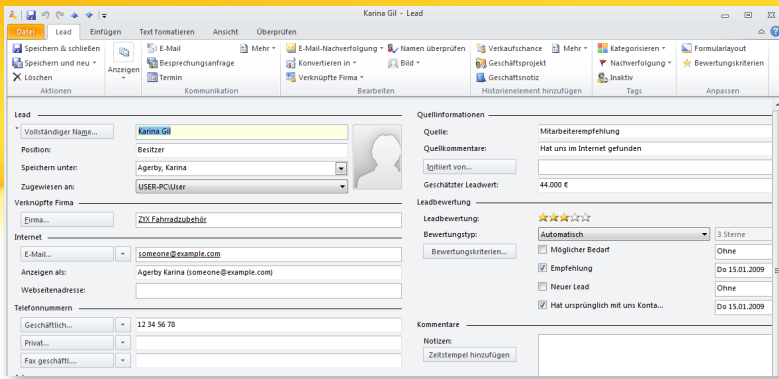 Karina Gil - Lead
Datei Lead Einfügen Text formatieren Ansicht Überprüfen
Speichern & schließen
Speichern und neu
Löschen
Aktionen
Anzeigen
E-Mail
Besprechungsanfrage
Termin
Mehr
Kommunikation
E-Mail-Nachverfolgung
Konvertieren in
Verknüpfte Firma
Namen überprüfen
Bild
Bearbeiten
Verkaufschance
Geschäftsprojekt
Geschäftsnotiz
Mehr
Historienelement hinzufügen
Kategorisieren
Nachverfolgung
Inaktiv
Tags
Formularlayout
Bewertungskriterien
Anpassen
Lead
* Vollständiger Name... Karina Gil
Position: Besitzer
Speichern unter: Agerby, Karina
Zugewiesen an: USER-PC\User
Verknüpfte Firma
Firma... ZYX Fahrradzubehör
Internet
E-Mail... someone@example.com
Anzeigen als: Agerby Karina (someone@example.com)
Webseitenadresse:
Telefonnummern
Geschäftlich... 12 34 56 78
Privat...
Fax geschäftl....
Quellinformationen
Quelle: Mitarbeiterempfehlung
Quellkommentare: Hat uns im Internet gefunden
Initiiert von...
Geschätzter Leadwert: 44.000 €
Leadbewertung
Leadbewertung:
Bewertungstyp: Automatisch 3 Sterne
Bewertungskriterien... Möglicher Bedarf Ohne
Empfehlung Do 15.01.2009
Neuer Lead Ohne
Hat ursprünglich mit uns Konta... Do 15.01.2009
Kommentare
Notizen:
Zeitstempel hinzufügen